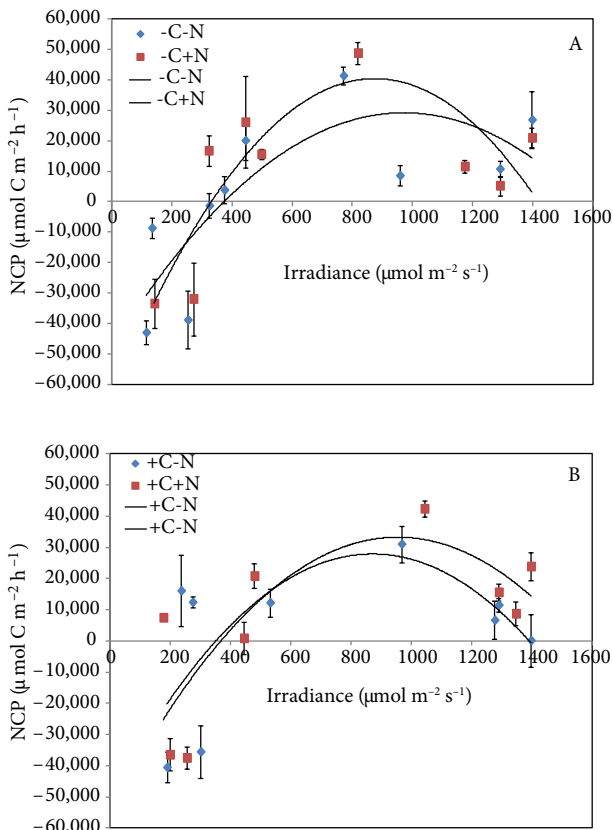 60,000
50,000
40,000
30,000
20,000
10,000
0
−10,000
−20,000
−30,000
−40,000
−50,000
−60,000
NCP (μmol C m⁻² h⁻¹)
-C-N
-C+N
-C-N
-C+N
A
0 200 400 600 800 1000 1200 1400 1600
Irradiance (μmol m⁻² s⁻¹)
60,000
50,000
40,000
30,000
20,000
10,000
0
−10,000
−20,000
−30,000
−40,000
−50,000
−60,000
NCP (μmol C m⁻² h⁻¹)
+C-N
+C+N
+C-N
+C-N
B
0 200 400 600 800 1000 1200 1400 1600
Irradiance (μmol m⁻² s⁻¹)